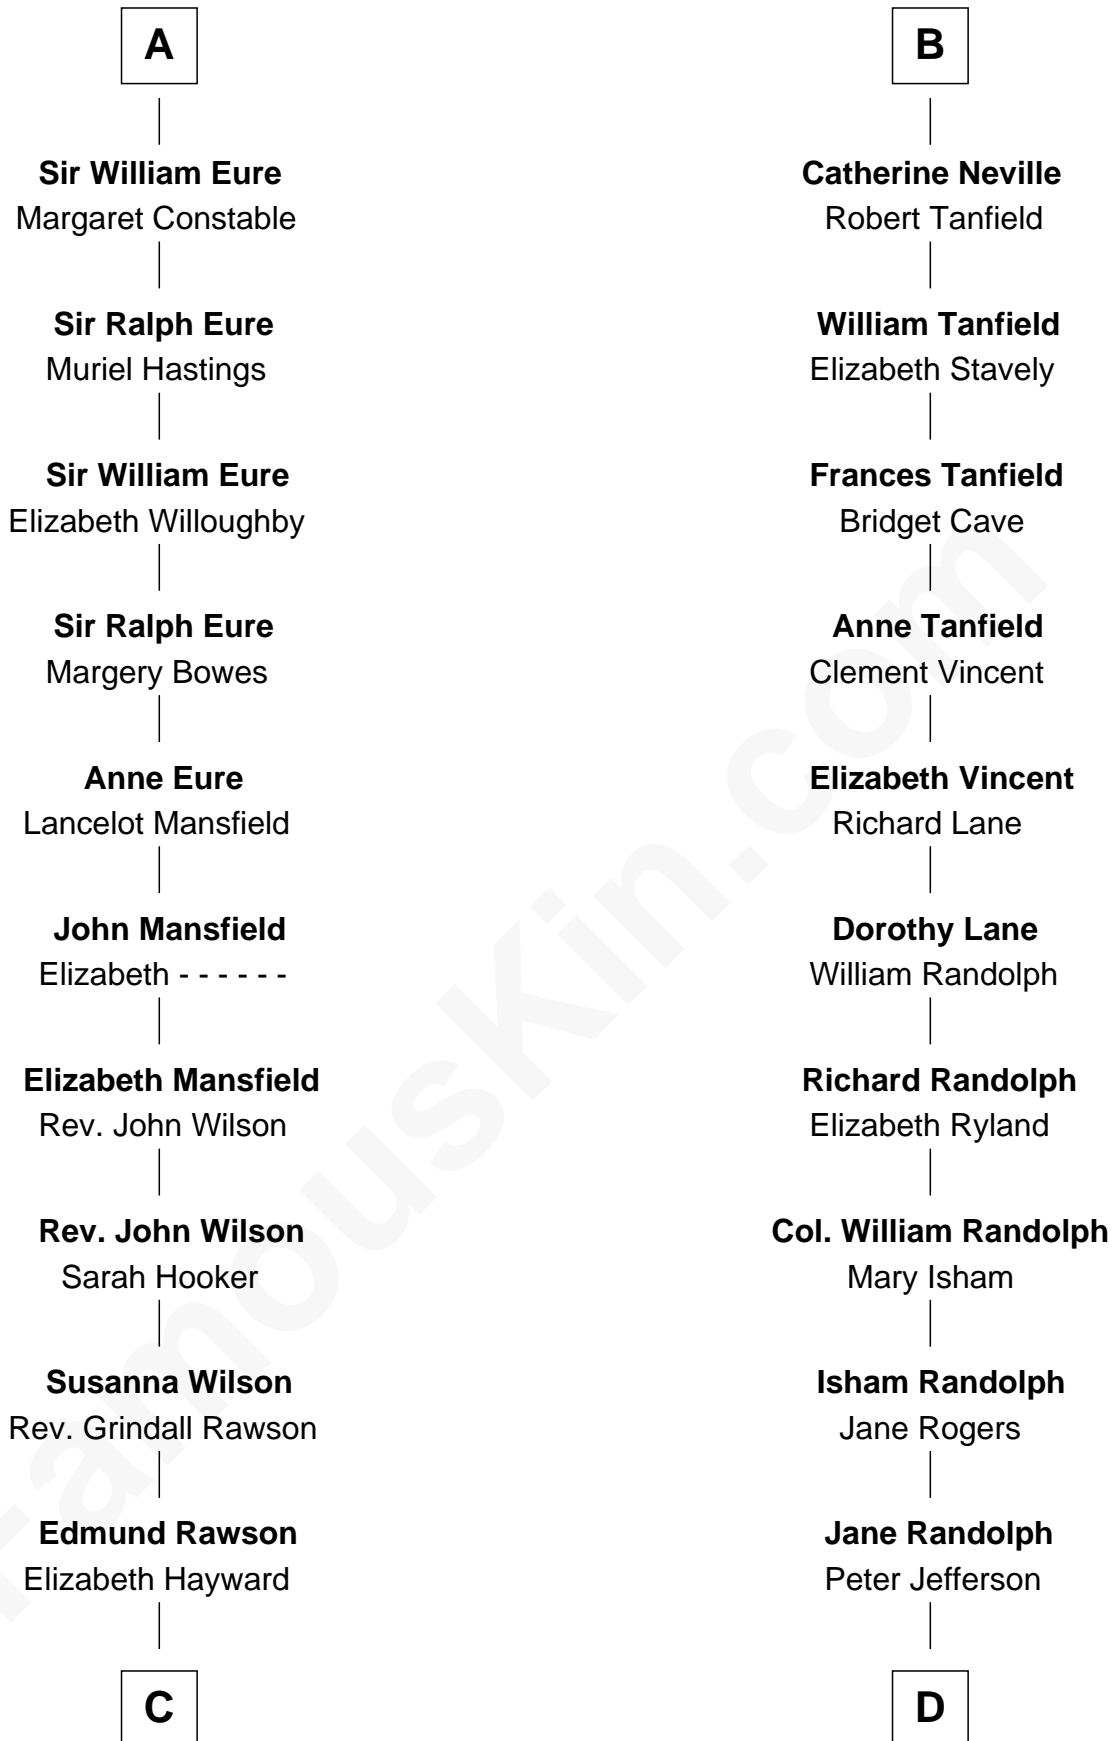 A
Sir William Eure
Margaret Constable
Sir Ralph Eure
Muriel Hastings
Sir William Eure
Elizabeth Willoughby
Sir Ralph Eure
Margery Bowes
Anne Eure
Lancelot Mansfield
John Mansfield
Elizabeth - - - - - -
Elizabeth Mansfield
Rev. John Wilson
Rev. John Wilson
Sarah Hooker
Susanna Wilson
Rev. Grindall Rawson
Edmund Rawson
Elizabeth Hayward
C
B
Catherine Neville
Robert Tanfield
William Tanfield
Elizabeth Stavely
Frances Tanfield
Bridget Cave
Anne Tanfield
Clement Vincent
Elizabeth Vincent
Richard Lane
Dorothy Lane
William Randolph
Richard Randolph
Elizabeth Ryland
Col. William Randolph
Mary Isham
Isham Randolph
Jane Rogers
Jane Randolph
Peter Jefferson
D
FamousKin.com